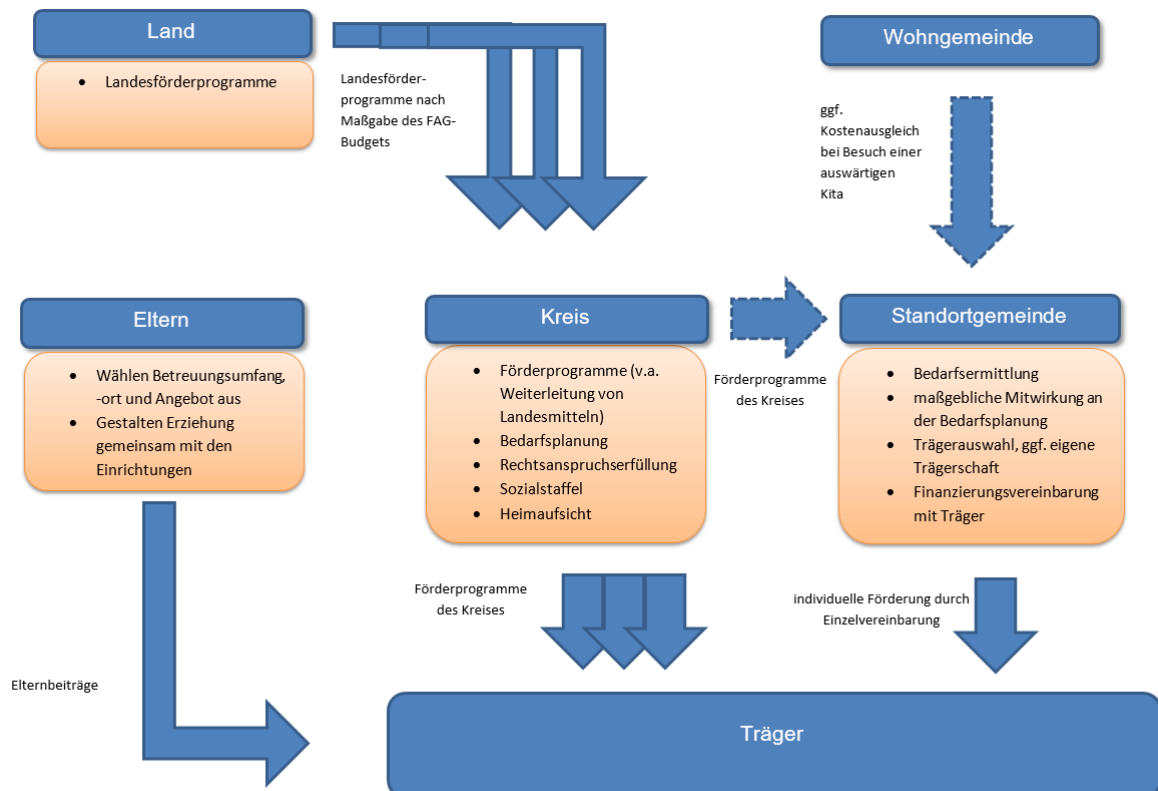 Land
• Landesförderprogramme
Landesförder-
programme nach
Maßgabe des FAG-
Budgets
Wohngemeinde
ggf.
Kostenausgleich
bei Besuch einer
auswärtigen
Kita
Eltern
• Wählen Betreuungsumfang,
-ort und Angebot aus
• Gestalten Erziehung
gemeinsam mit den
Einrichtungen
Kreis
• Förderprogramme (v.a.
Weiterleitung von
Landesmitteln)
• Bedarfsplanung
• Rechtsanspruchserfüllung
• Sozialstaffel
• Heimaufsicht
Förderprogramme
des Kreises
Standortgemeinde
• Bedarfsermittlung
• maßgebliche Mitwirkung an
der Bedarfsplanung
• Trägerauswahl, ggf. eigene
Trägerschaft
• Finanzierungsvereinbarung
mit Träger
Förderprogramme
des Kreises
individuelle Förderung durch
Einzelvereinbarung
Elternbeiträge
Träger